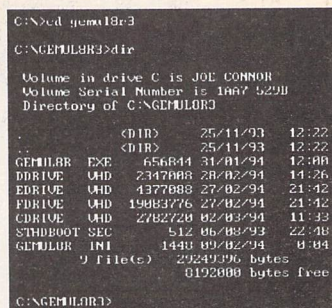 C:\>cd gemul8r3
C:\GEMUL8R3>dir
Volume in drive C is JOE CONNOR
Volume Serial Number is 1AA7 529B
Directory of C:\GEMUL8R3
. <DIR> 25/11/93 12:22
.. <DIR> 25/11/93 12:22
GEMUL8R EXE 656844 31/01/94 12:00
DDRIVE VHD 2347008 28/02/94 14:26
EDRIVE VHD 4377088 27/02/94 21:42
FDRIVE VHD 19083776 27/02/94 21:42
CDRIVE VHD 2782720 02/03/94 11:33
STHDBOOT SEC 512 06/08/93 22:48
GEMUL8R INI 1448 09/02/94 0:04
9 file(s) 29249396 bytes
8192000 bytes free
C:\GEMUL8R3>